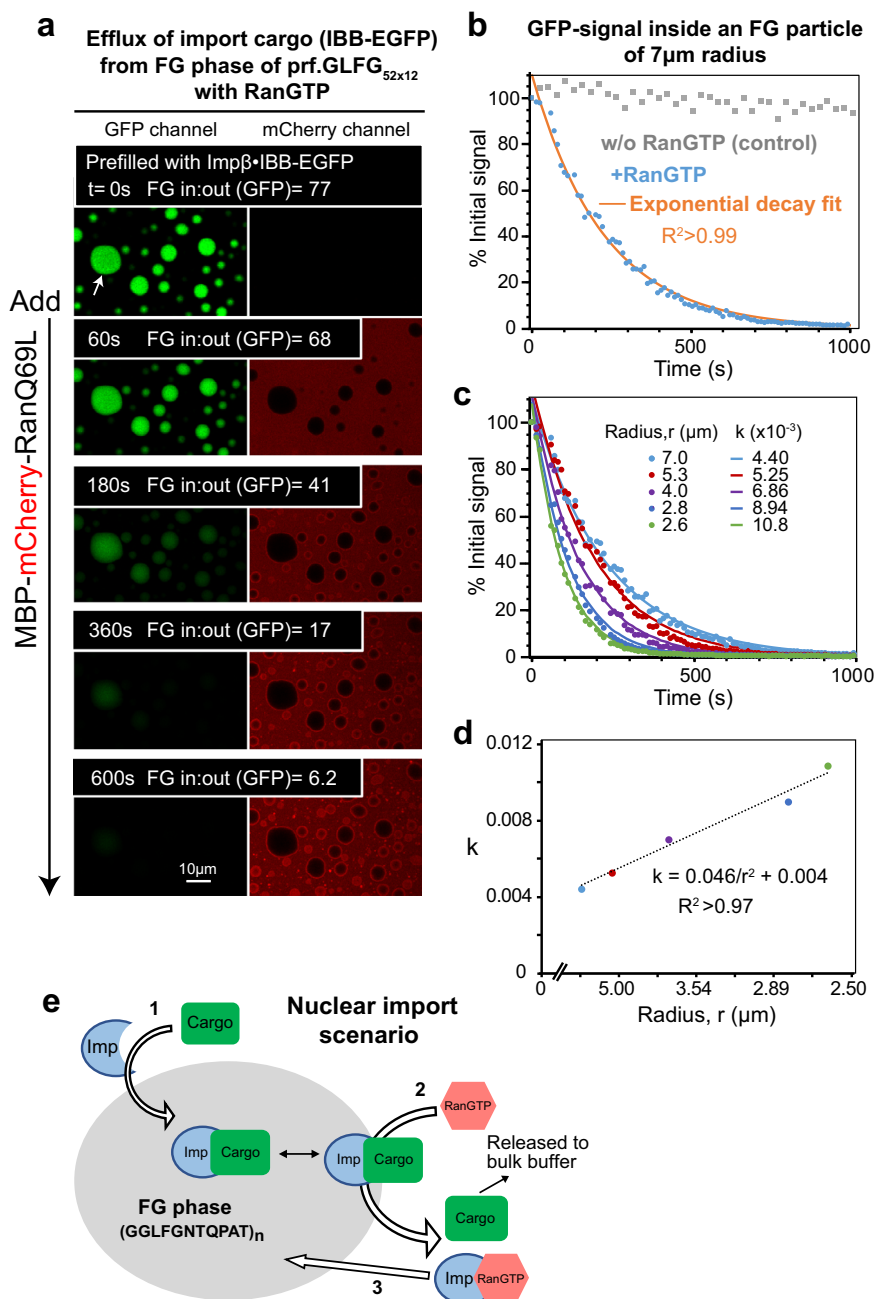 a
Efflux of import cargo (IBB-EGFP)
from FG phase of prf.GLFG52x12
with RanGTP
GFP channel mCherry channel
Prefilled with Impβ•IBB-EGFP
t= 0s FG in:out (GFP)= 77
Add
MBP-mCherry-RanQ69L
60s FG in:out (GFP)= 68
180s FG in:out (GFP)= 41
360s FG in:out (GFP)= 17
600s FG in:out (GFP)= 6.2
10μm
b
GFP-signal inside an FG particle
of 7μm radius
% Initial signal
100
80
60
40
20
0
w/o RanGTP (control)
+RanGTP
Exponential decay fit
R²>0.99
0 500 1000
Time (s)
c
% Initial signal
100
80
60
40
20
0
Radius,r (μm) k (x10⁻³)
7.0 4.40
5.3 5.25
4.0 6.86
2.8 8.94
2.6 10.8
0 500 1000
Time (s)
d
0.012
0.008
k
0.004
0
k = 0.046/r² + 0.004
R² >0.97
0 5.00 3.54 2.89 2.50
Radius, r (μm)
e
Nuclear import
scenario
1
Cargo
Imp
2
RanGTP
Imp Cargo
Imp Cargo
Released to
bulk buffer
Cargo
FG phase
(GGLFGNTQPAT)n
3
Imp RanGTP